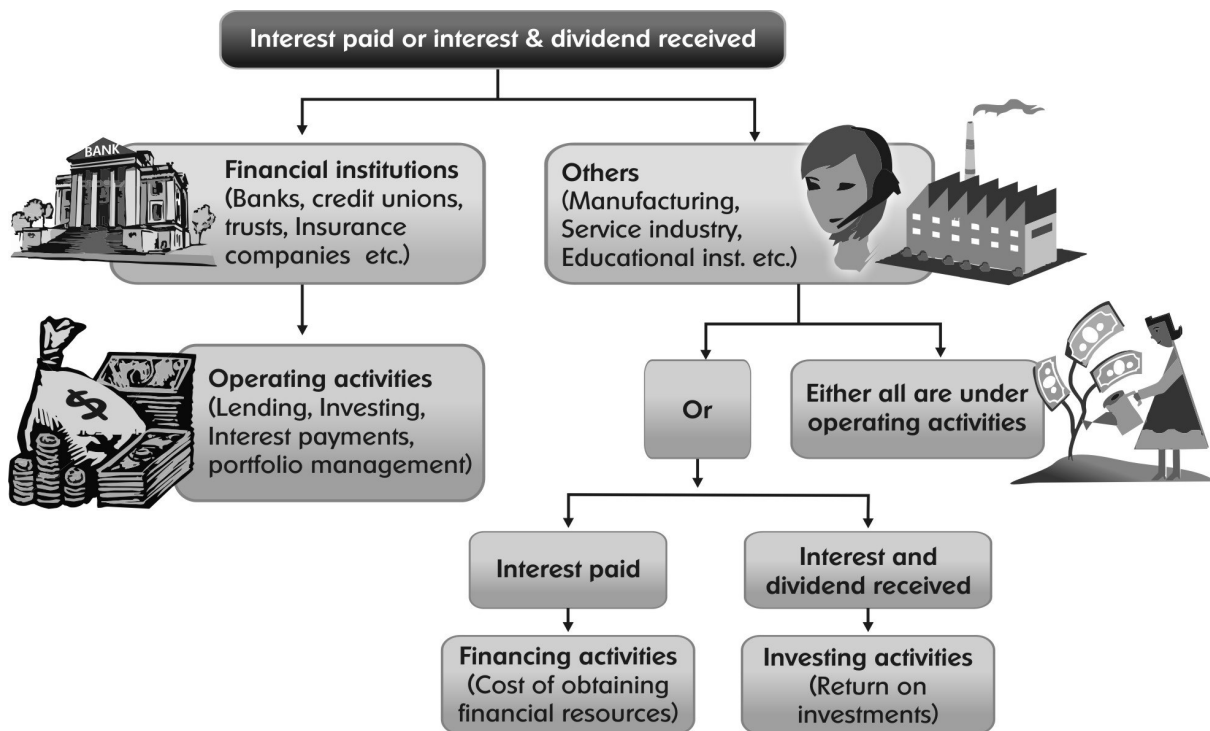 Interest paid or interest & dividend received
BANK
Financial institutions
(Banks, credit unions,
trusts, Insurance
companies etc.)
Others
(Manufacturing,
Service industry,
Educational inst. etc.)
Operating activities
(Lending, Investing,
Interest payments,
portfolio management)
$
Or
Either all are under
operating activities
Interest paid
Interest and
dividend received
Financing activities
(Cost of obtaining
financial resources)
Investing activities
(Return on
investments)